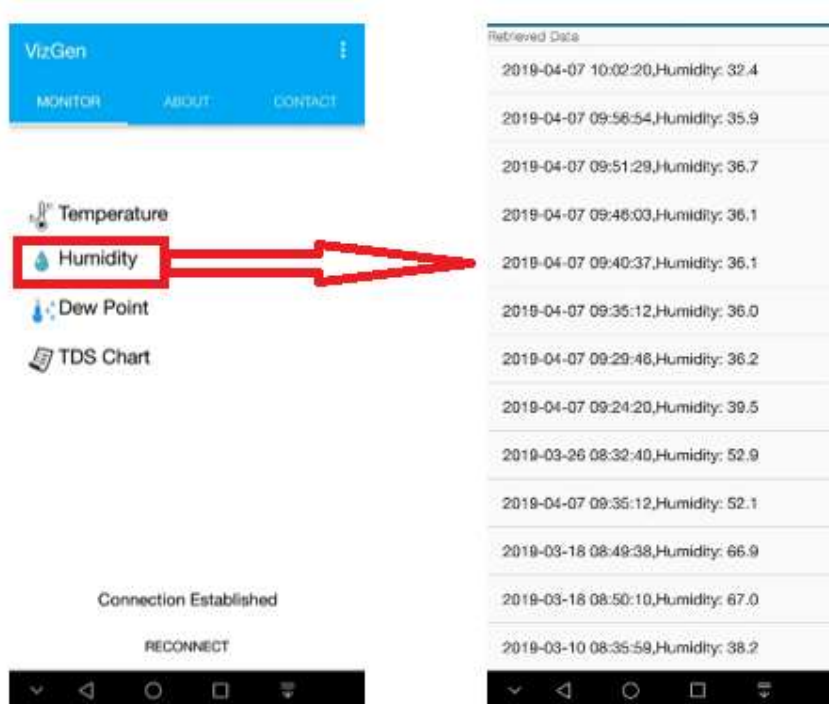 VizGen
MONITOR ABOUT CONTACT
Temperature
Humidity
Dew Point
TDS Chart
Connection Established
RECONNECT
Retrieved Data
2019-04-07 10:02:20,Humidity: 32.4
2019-04-07 09:56:54,Humidity: 35.9
2019-04-07 09:51:29,Humidity: 36.7
2019-04-07 09:46:03,Humidity: 36.1
2019-04-07 09:40:37,Humidity: 36.1
2019-04-07 09:35:12,Humidity: 36.0
2019-04-07 09:29:46,Humidity: 36.2
2019-04-07 09:24:20,Humidity: 39.5
2019-03-26 08:32:40,Humidity: 52.9
2019-04-07 09:35:12,Humidity: 52.1
2019-03-18 08:49:38,Humidity: 66.9
2019-03-18 08:50:10,Humidity: 67.0
2019-03-10 08:35:59,Humidity: 38.2